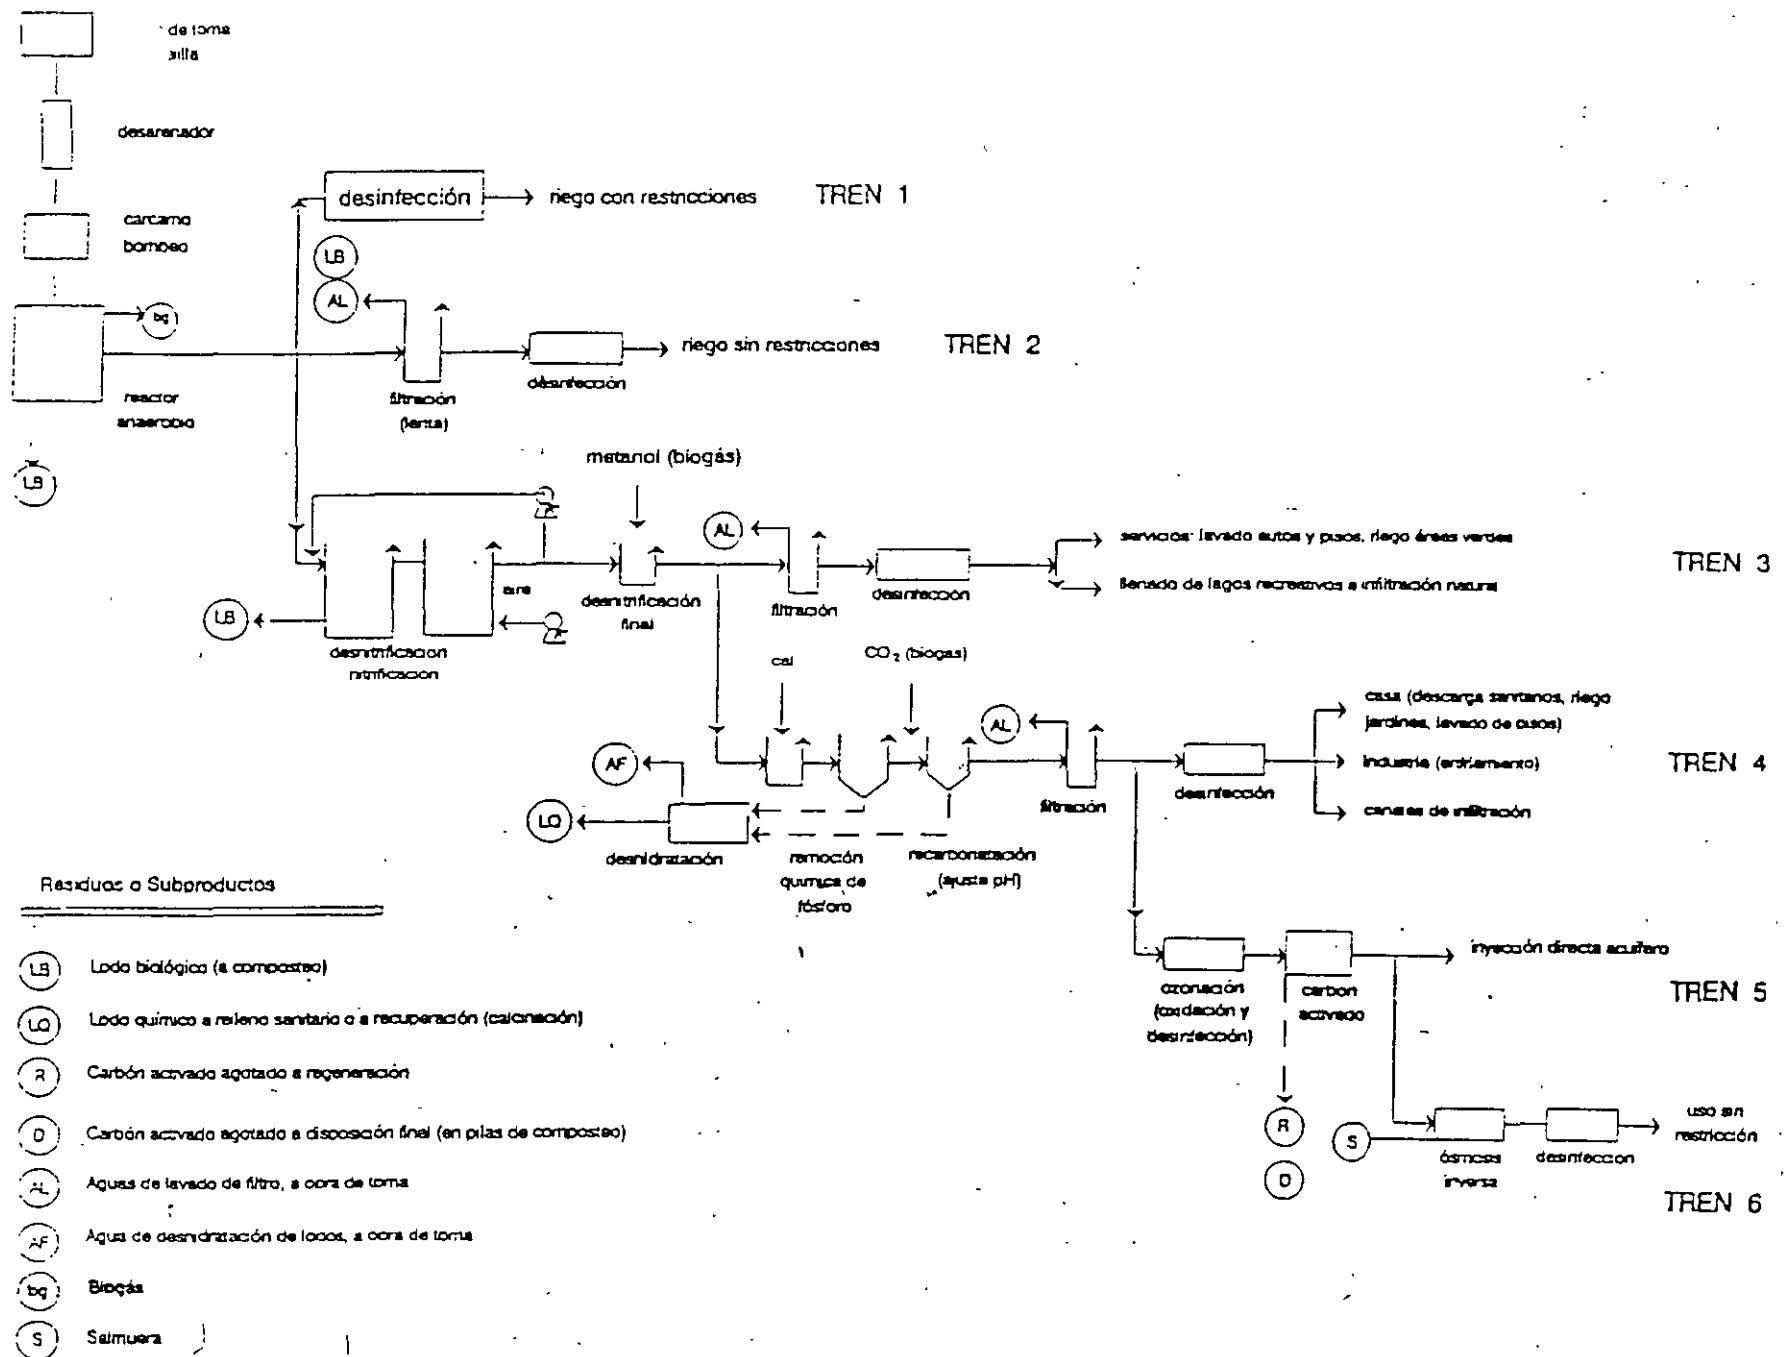 de toma
desarenador
carcamo
bombeo
desinfección
riego con restricciones
TREN 1
LB
AL
bg
riego sin restricciones
TREN 2
desinfección
filtración
(lenta)
reactor
anaerobio
LB
metanol (biogás)
AL
servicios: lavado autos y pisos, riego áreas verdes
TREN 3
llenado de lagos recreativos e infiltración natural
aire
desnitrificación
final
filtración
desinfección
LB
desnitrificacion
nitrificación
cal
CO₂ (biogas)
casa (descarga sanitarios, riego
jardines, lavado de pisos)
AL
AF
industria (enfriamiento)
TREN 4
desinfección
filtración
canales de infiltración
LQ
deshidratación
remoción
química de
fósforo
recarbonatación
(ajuste pH)
Residuos o Subproductos
inyección directa acuífero
TREN 5
ozonación
(oxidación y
desinfección)
carbon
activado
LB Lodo biológico (a composteo)
LQ Lodo químico a relleno sanitario o a recuperación (calcinación)
R Carbón activado agotado a regeneración
D Carbón activado agotado a disposición final (en pilas de composteo)
AL Aguas de lavado de filtro, a obra de toma
AF Agua de deshidratación de lodos, a obra de toma
bg Biogás
S Salmuera
R
D
S
uso sin
restricción
ósmosis
inversa
desinfeccion
TREN 6